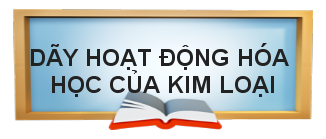 DÃY HOẠT ĐỘNG HÓA
HỌC CỦA KIM LOẠI